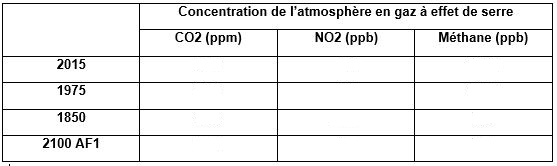 Concentration de l'atmosphère en gaz à effet de serre
CO2 (ppm) NO2 (ppb) Méthane (ppb)
2015
1975
1850
2100 AF1